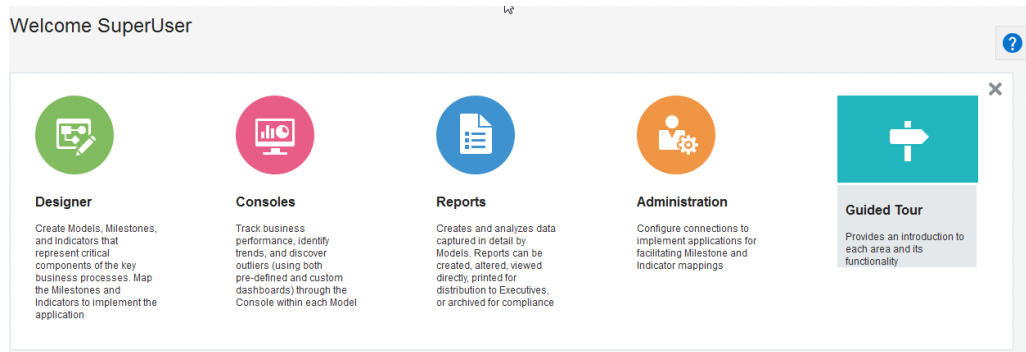 Welcome SuperUser
?
Designer
Create Models, Milestones,
and Indicators that
represent critical
components of the key
business processes. Map
the Milestones and
Indicators to implement the
application
Consoles
Track business
performance, identify
trends, and discover
outliers (using both
pre-defined and custom
dashboards) through the
Console within each Model
Reports
Creates and analyzes data
captured in detail by
Models. Reports can be
created, altered, viewed
directly, printed for
distribution to Executives,
or archived for compliance
Administration
Configure connections to
implement applications for
facilitating Milestone and
Indicator mappings
Guided Tour
Provides an introduction to
each area and its
functionality